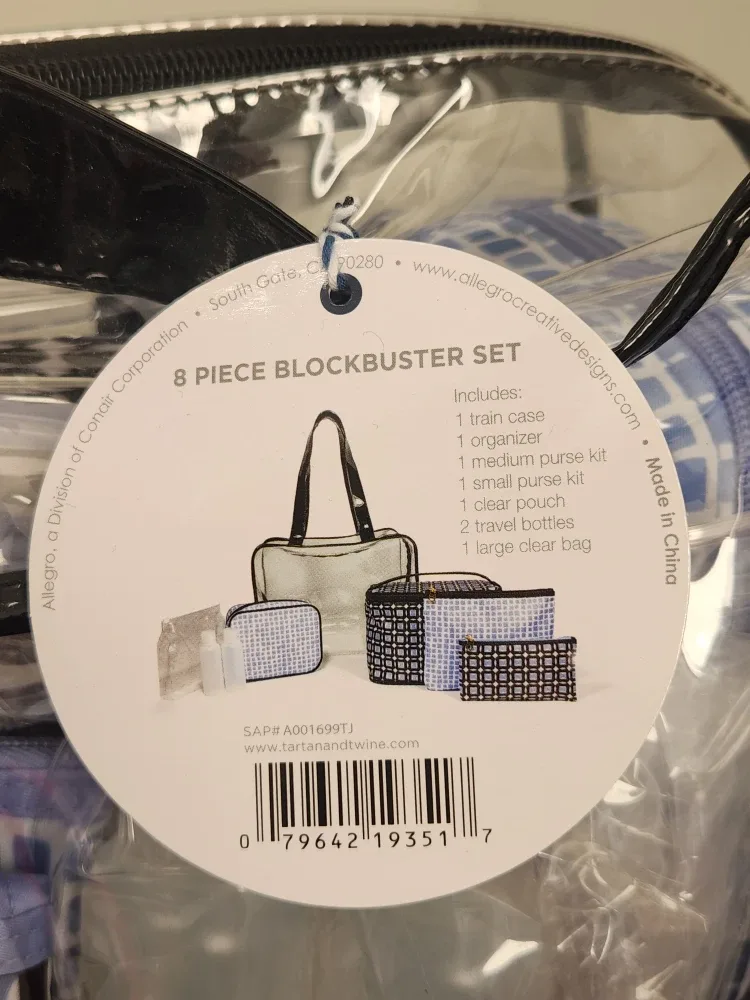 Allegro, a Division of Conair Corporation • South Gate, CA 90280 • www.allegrocreativedesigns.com • Made in China
8 PIECE BLOCKBUSTER SET
Includes:
1 train case
1 organizer
1 medium purse kit
1 small purse kit
1 clear pouch
2 travel bottles
1 large clear bag
SAP# A001699TJ
www.tartanandtwine.com
0 79642 19351 7